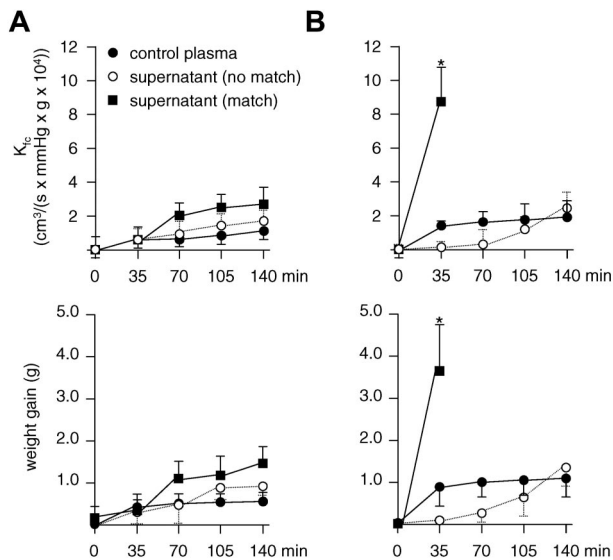 A
B
12
10
8
6
4
2
K fc
(cm³/(s x mmHg x g x 10⁴))
control plasma
supernatant (no match)
supernatant (match)
0 35 70 105 140 min
12
10
8
6
4
2
*
0 35 70 105 140 min
5.0
4.0
3.0
2.0
1.0
weight gain (g)
0 35 70 105 140 min
5.0
4.0
3.0
2.0
1.0
*
0 35 70 105 140 min